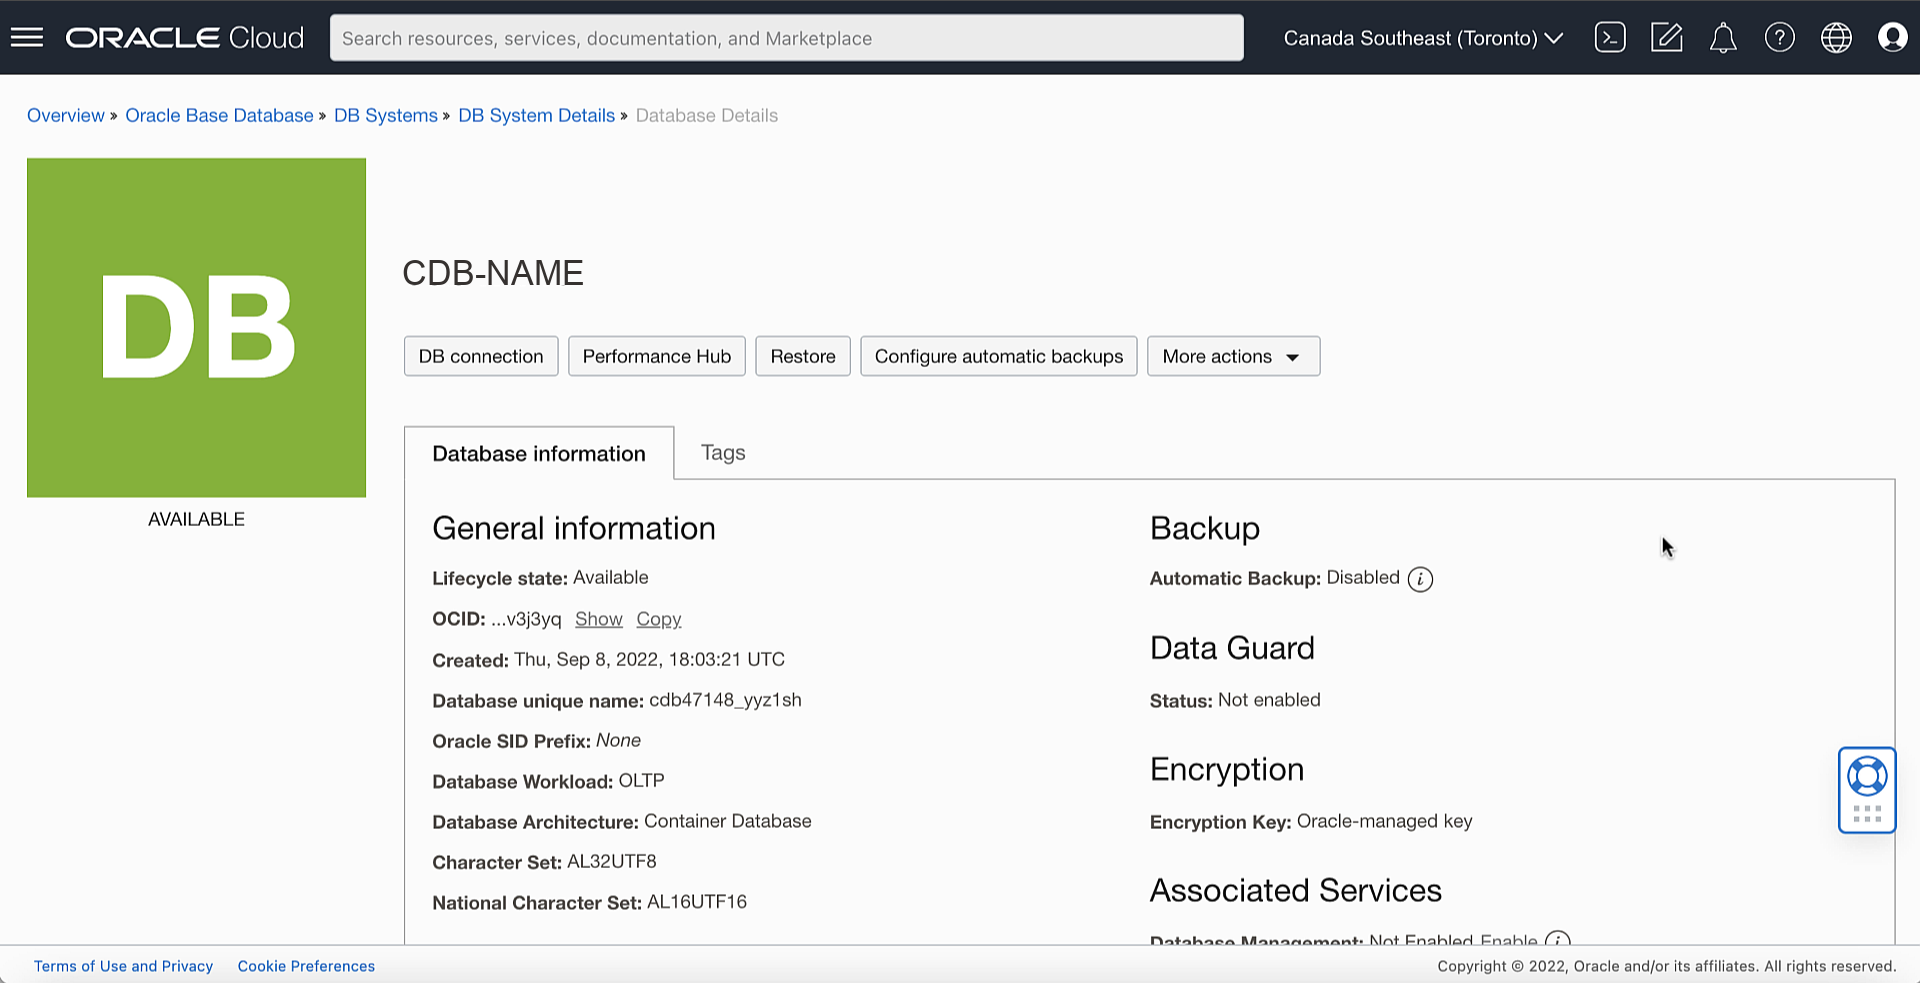 ORACLE Cloud
Search resources, services, documentation, and Marketplace
Canada Southeast (Toronto)
Overview » Oracle Base Database » DB Systems » DB System Details » Database Details
DB
AVAILABLE
CDB-NAME
DB connection
Performance Hub
Restore
Configure automatic backups
More actions
Database information
Tags
General information
Lifecycle state: Available
OCID: ...v3j3yq Show Copy
Created: Thu, Sep 8, 2022, 18:03:21 UTC
Database unique name: cdb47148_yyz1sh
Oracle SID Prefix: None
Database Workload: OLTP
Database Architecture: Container Database
Character Set: AL32UTF8
National Character Set: AL16UTF16
Backup
Automatic Backup: Disabled
Data Guard
Status: Not enabled
Encryption
Encryption Key: Oracle-managed key
Associated Services
Database Management: Not Enabled Enable
Terms of Use and Privacy
Cookie Preferences
Copyright © 2022, Oracle and/or its affiliates. All rights reserved.